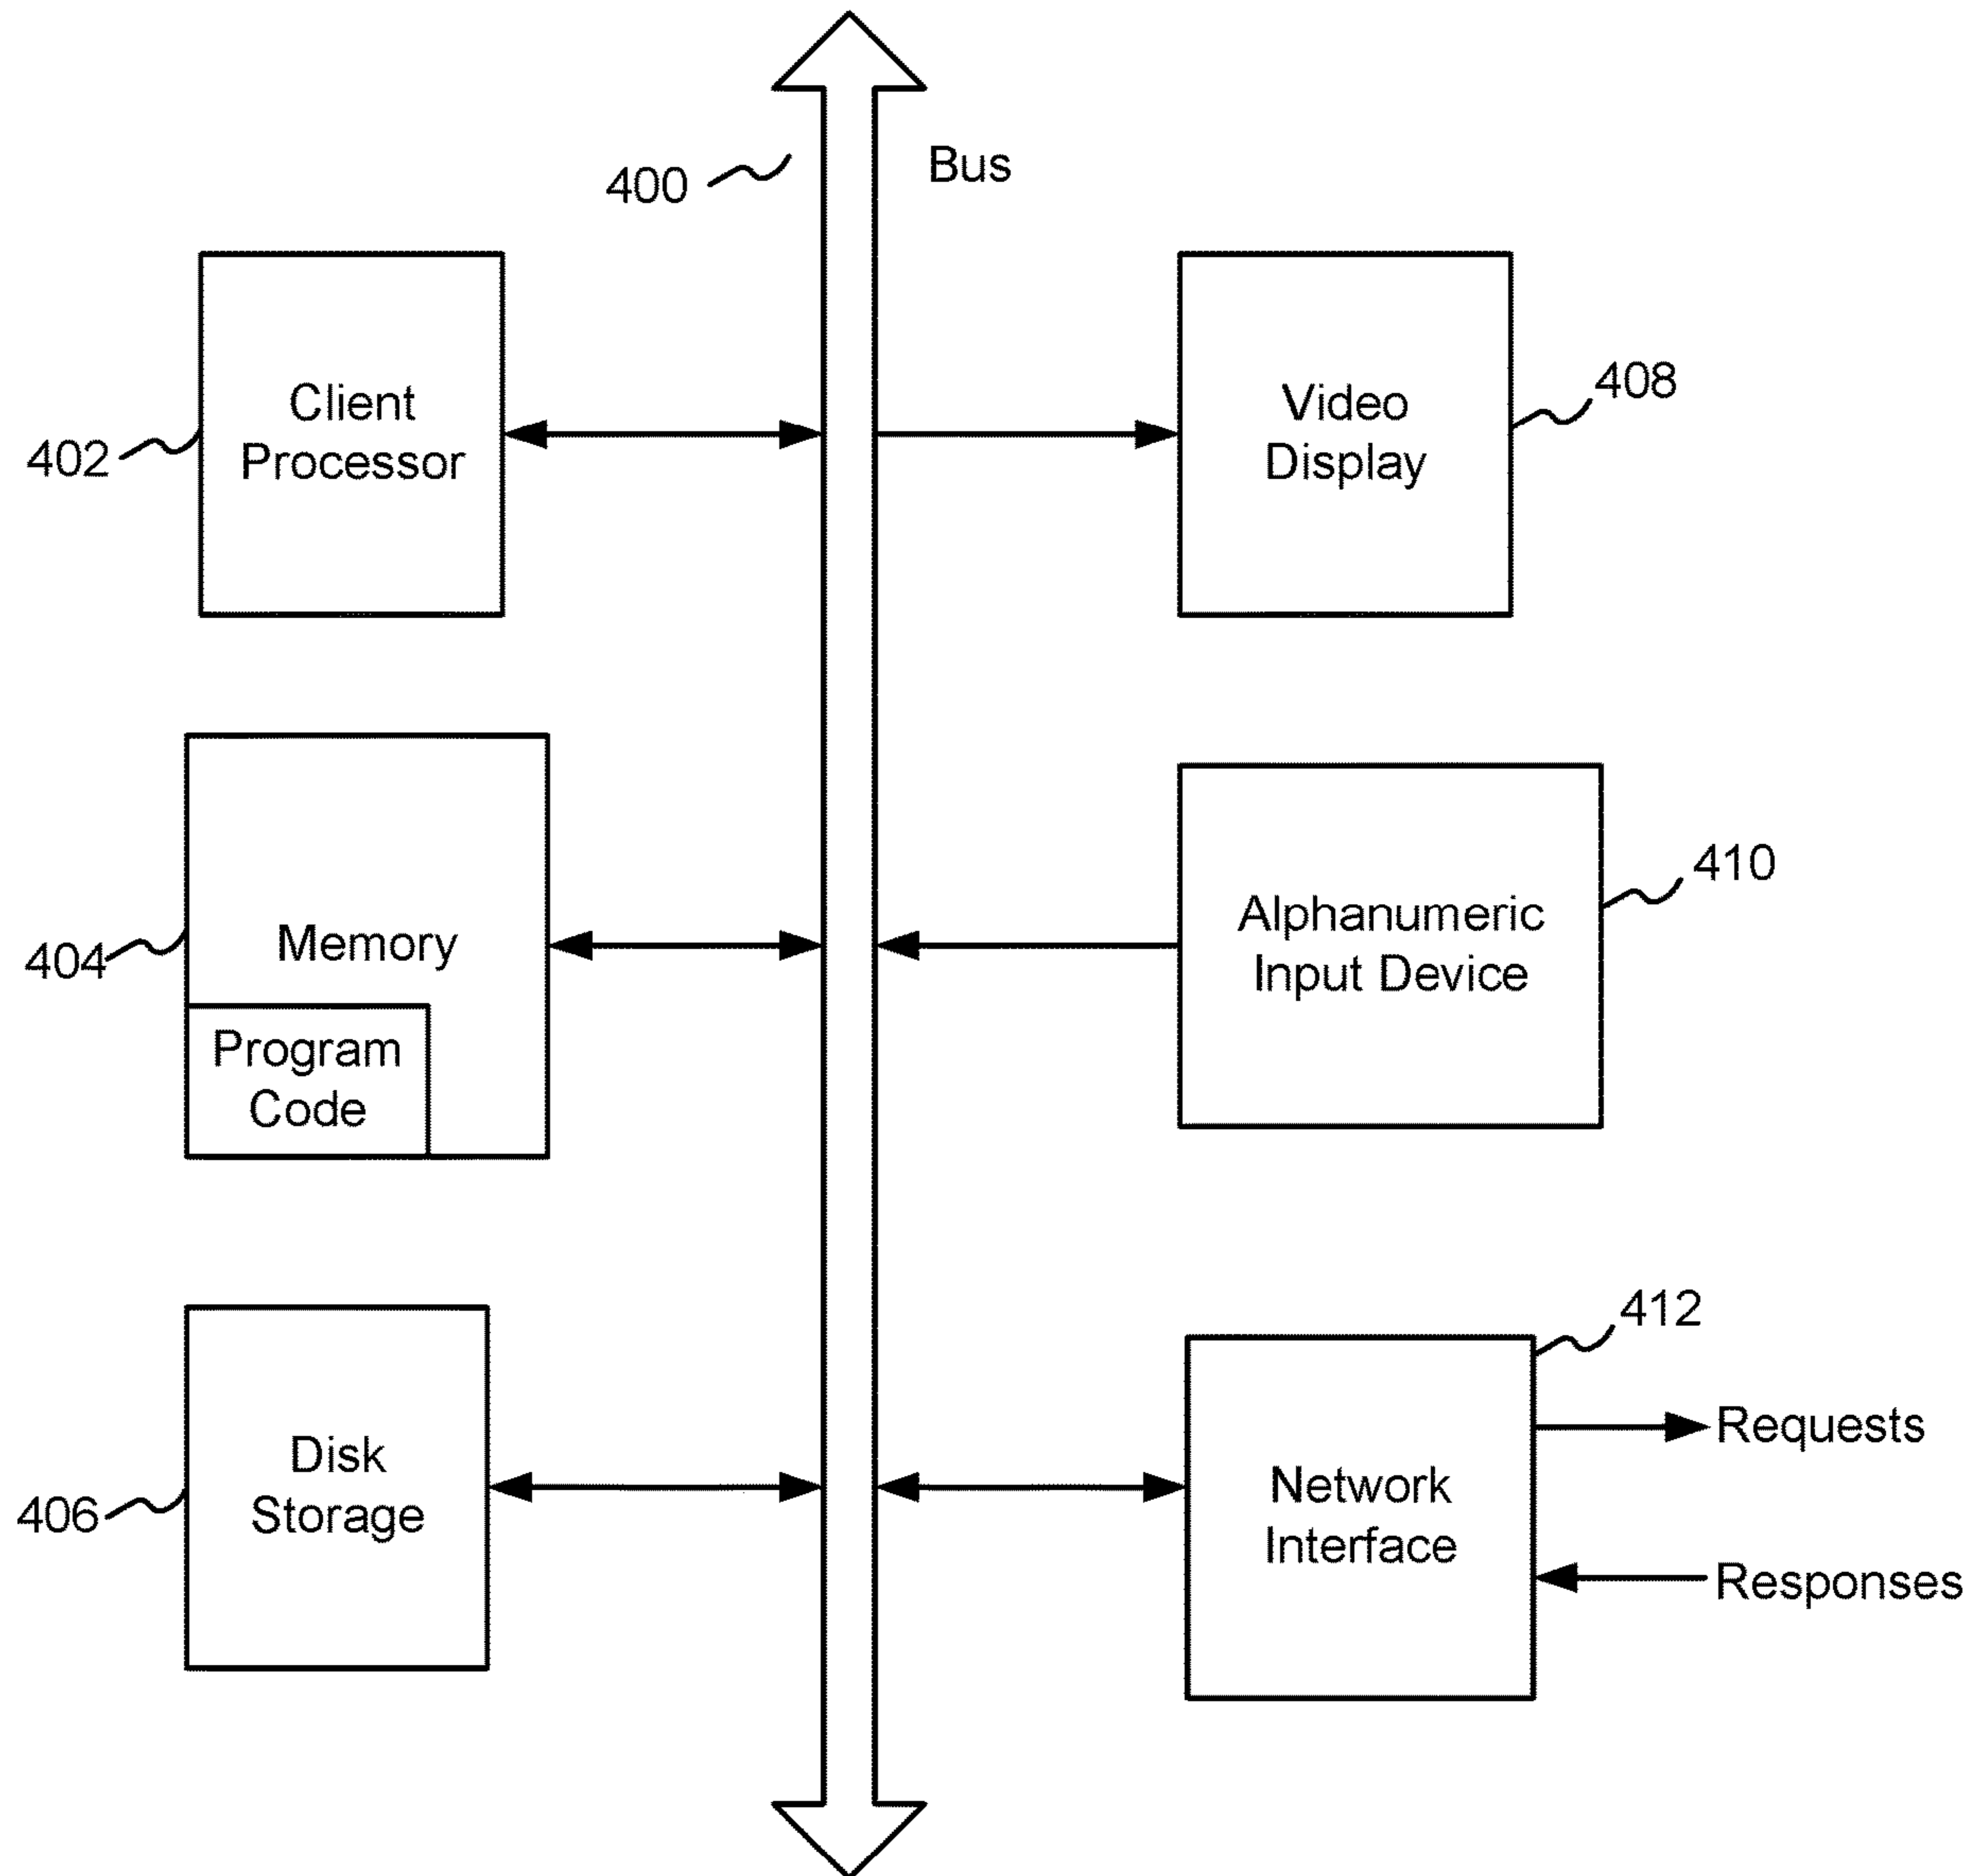 400
Bus
Client
Processor
402
Video
Display
408
Memory
404
Program
Code
Alphanumeric
Input Device
410
Disk
Storage
406
412
Network
Interface
Requests
Responses